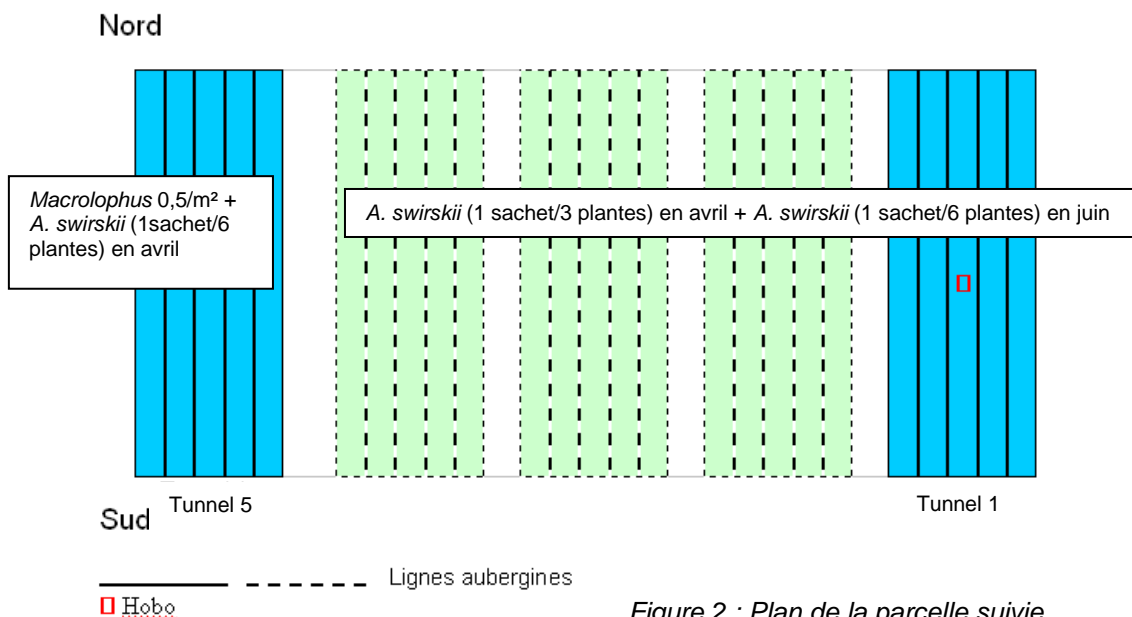 Nord
Macrolophus 0,5/m² +
A. swirskii (1sachet/6
plantes) en avril
A. swirskii (1 sachet/3 plantes) en avril + A. swirskii (1 sachet/6 plantes) en juin
Tunnel 5
Tunnel 1
Sud
Lignes aubergines
Hobo
Figure 2 : Plan de la parcelle suivie